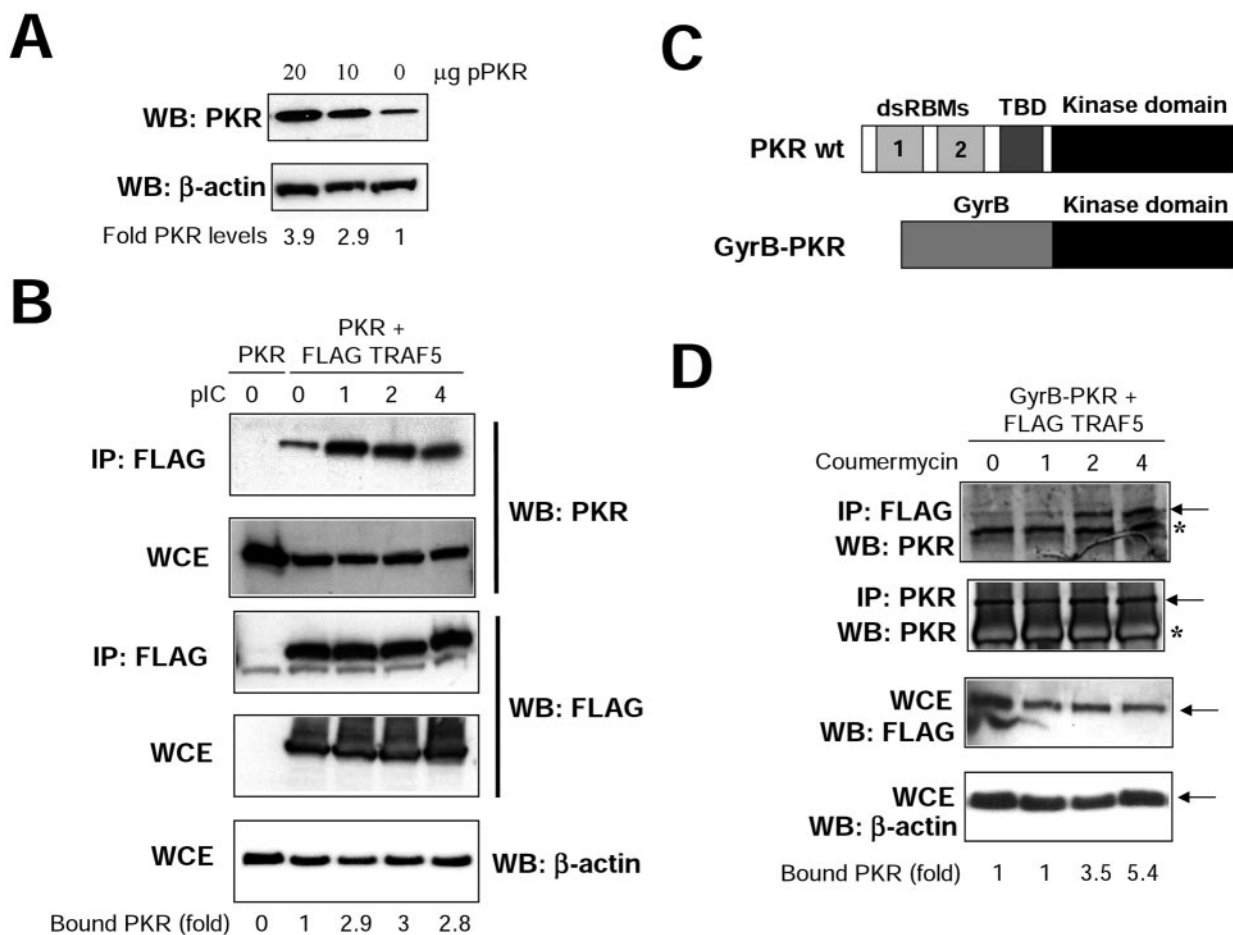 A
20 10 0 μg pPKR
WB: PKR
WB: β-actin
Fold PKR levels 3.9 2.9 1
B
PKR +
PKR FLAG TRAF5
pIC 0 0 1 2 4
IP: FLAG
WB: PKR
WCE
IP: FLAG
WB: FLAG
WCE
WCE WB: β-actin
Bound PKR (fold) 0 1 2.9 3 2.8
C
dsRBMs TBD Kinase domain
PKR wt 1 2
GyrB Kinase domain
GyrB-PKR
D
GyrB-PKR +
FLAG TRAF5
Coumermycin 0 1 2 4
IP: FLAG
WB: PKR *
IP: PKR
WB: PKR *
WCE
WB: FLAG
WCE
WB: β-actin
Bound PKR (fold) 1 1 3.5 5.4